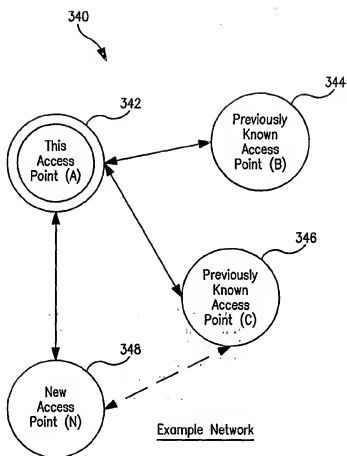 340
342
This
Access
Point (A)
344
Previously
Known
Access
Point (B)
346
Previously
Known
Access
Point (C)
348
New
Access
Point (N)
Example Network